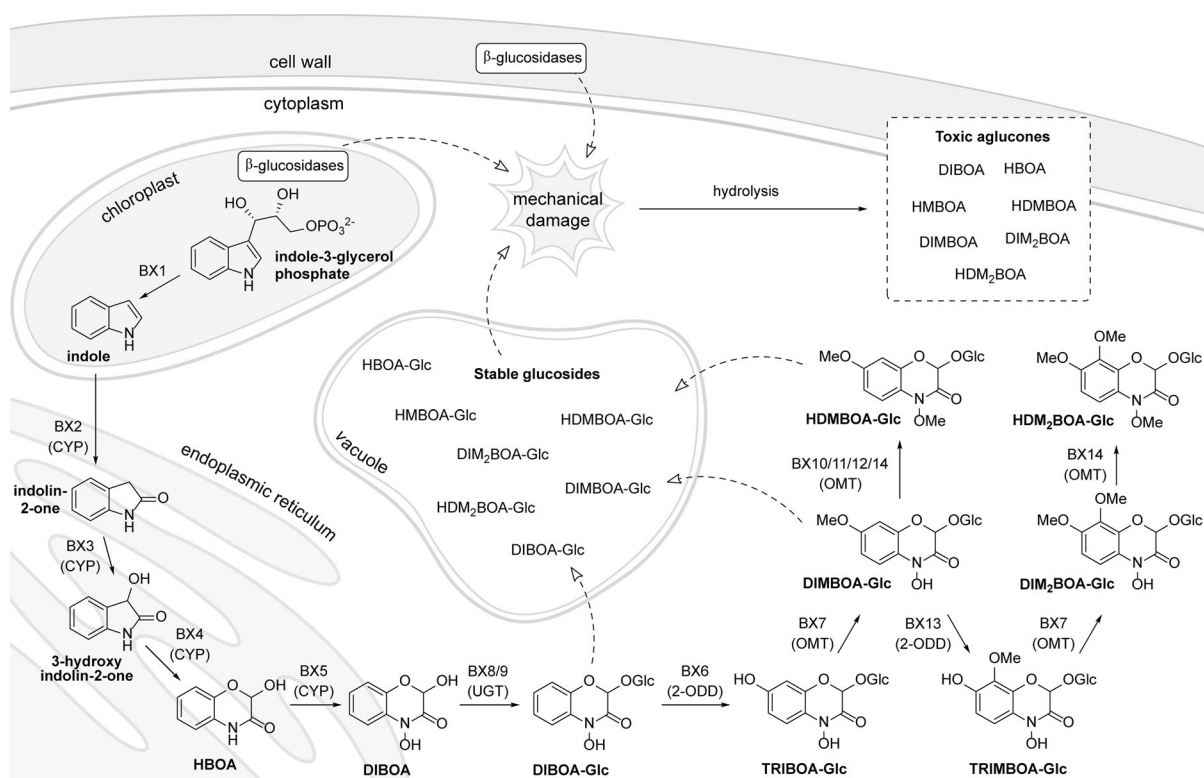 cell wall
β-glucosidases
cytoplasm
Toxic aglucones
DIBOA HBOA
HMBOA HDMBOA
DIMBOA DIM₂BOA
HDM₂BOA
chloroplast
β-glucosidases
HO
OH
OPO₃²⁻
N
H
indole-3-glycerol
phosphate
BX1
N
H
indole
mechanical
damage
hydrolysis
BX2
(CYP)
endoplasmic reticulum
indolin-
2-one
O
N
H
BX3
(CYP)
OH
O
N
H
3-hydroxy
indolin-2-one
BX4
(CYP)
O OH
N O
H
HBOA
BX5
(CYP)
O OH
N O
OH
DIBOA
BX8/9
(UGT)
O OGlc
N O
OH
DIBOA-Glc
vacuole
Stable glucosides
HBOA-Glc
HMBOA-Glc
HDMBOA-Glc
DIM₂BOA-Glc
DIMBOA-Glc
HDM₂BOA-Glc
DIBOA-Glc
BX6
(2-ODD)
HO O OGlc
N O
OH
TRIBOA-Glc
BX7
(OMT)
MeO O OGlc
N O
OH
DIMBOA-Glc
BX10/11/12/14
(OMT)
MeO O OGlc
N O
OMe
HDMBOA-Glc
BX13
(2-ODD)
OMe
HO O OGlc
N O
OH
TRIMBOA-Glc
BX7
(OMT)
OMe
MeO O OGlc
N O
OH
DIM₂BOA-Glc
BX14
(OMT)
OMe
MeO O OGlc
N O
OMe
HDM₂BOA-Glc